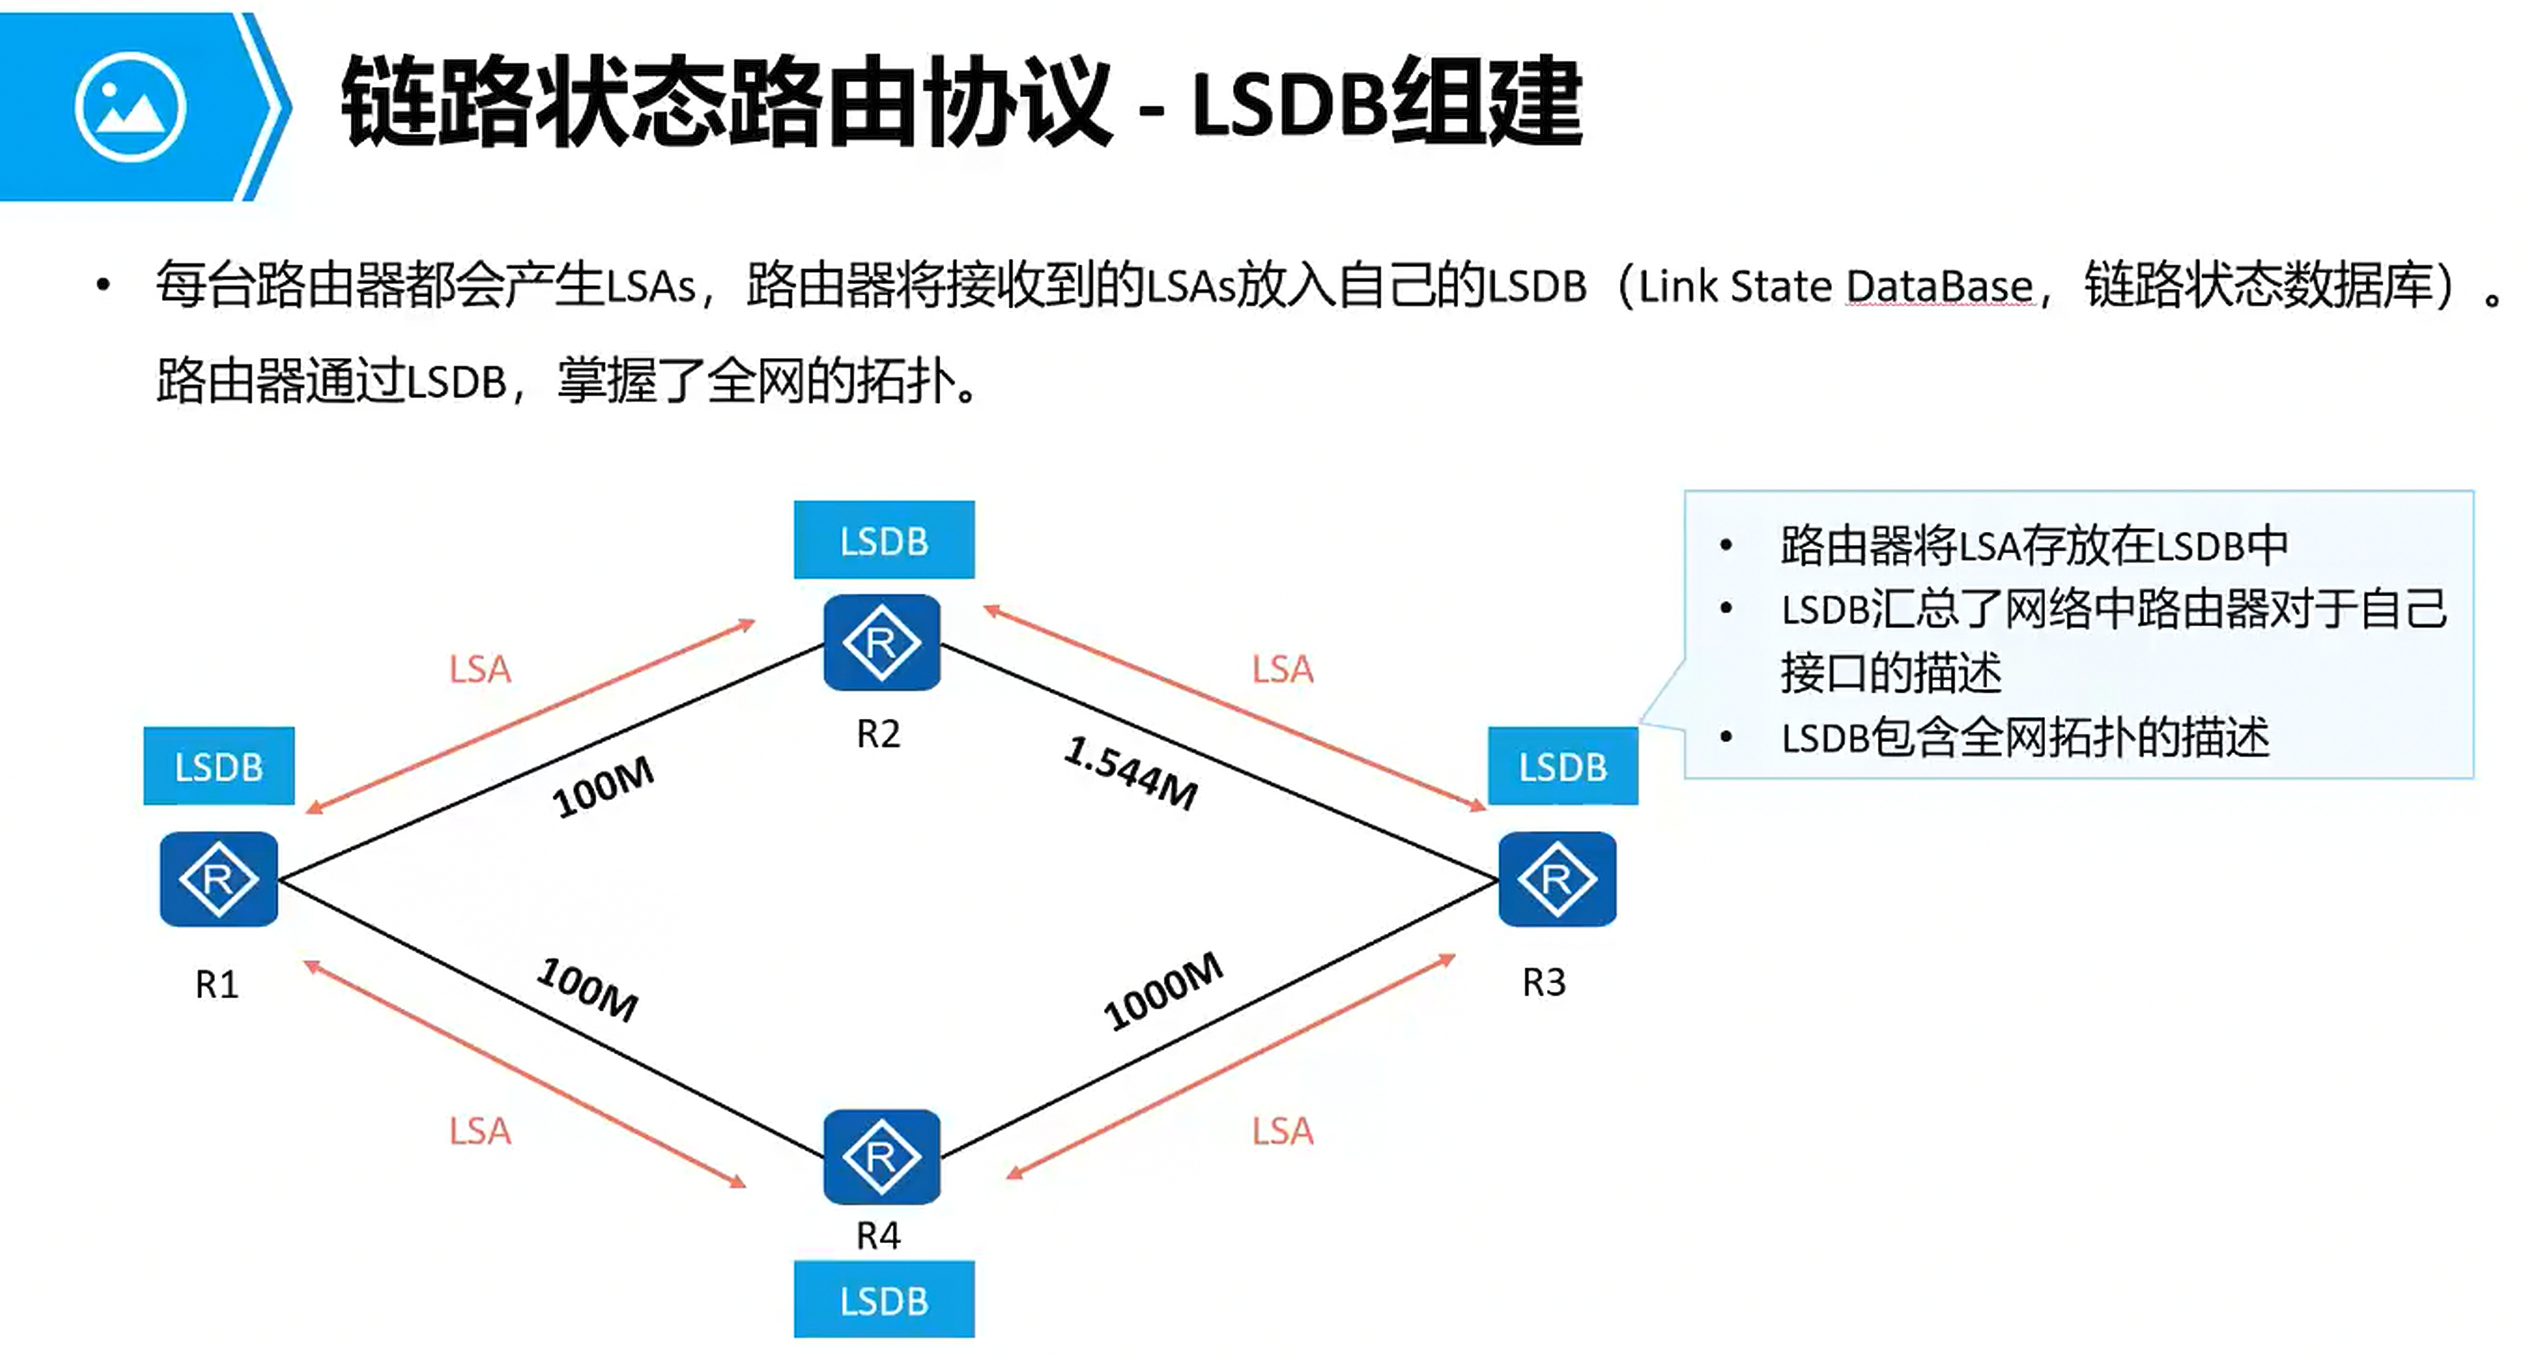 链路状态路由协议 - LSDB组建
• 每台路由器都会产生LSAs，路由器将接收到的LSAs放入自己的LSDB（Link State DataBase，链路状态数据库）。
路由器通过LSDB，掌握了全网的拓扑。
LSDB
R
R2
LSA
LSA
100M
1.544M
• 路由器将LSA存放在LSDB中
• LSDB汇总了网络中路由器对于自己
接口的描述
• LSDB包含全网拓扑的描述
LSDB
R
R1
LSDB
R
R3
100M
1000M
LSA
LSA
R
R4
LSDB